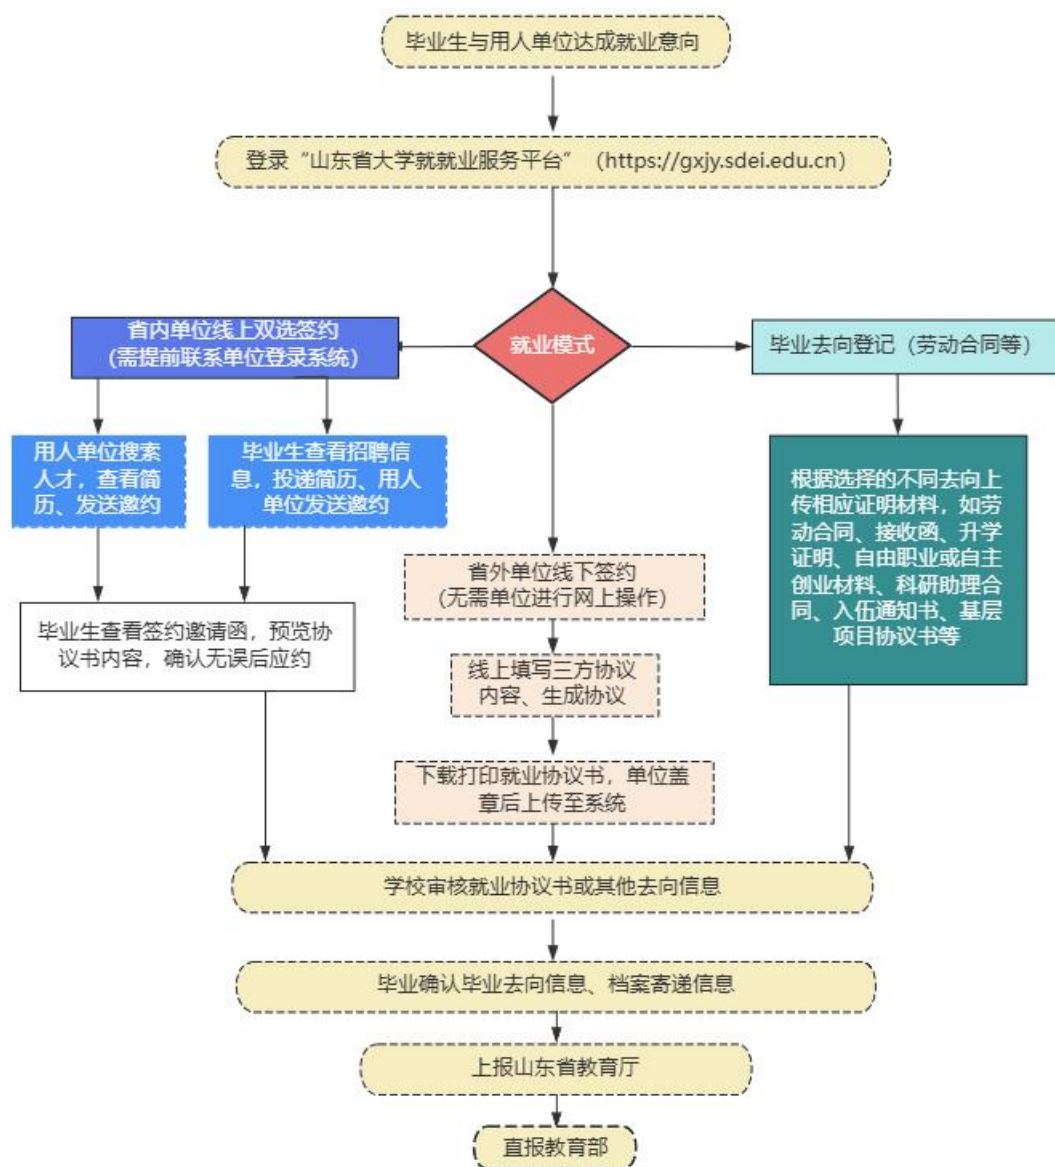 毕业生与用人单位达成就业意向
登录“山东省大学就就业服务平台”（https://gxjy.sdei.edu.cn）
就业模式
省内单位线上双选签约
（需提前联系单位登录系统）
用人单位搜索
人才，查看简
历、发送邀约
毕业生查看招聘信
息，投递简历、用人
单位发送邀约
毕业生查看签约邀请函，预览协
议书内容，确认无误后应约
省外单位线下签约
（无需单位进行网上操作）
线上填写三方协议
内容、生成协议
下载打印就业协议书，单位盖
章后上传至系统
毕业去向登记（劳动合同等）
根据选择的不同去向上
传相应证明材料，如劳
动合同、接收函、升学
证明、自由职业或自主
创业材料、科研助理合
同、入伍通知书、基层
项目协议书等
学校审核就业协议书或其他去向信息
毕业确认毕业去向信息、档案寄递信息
上报山东省教育厅
直报教育部